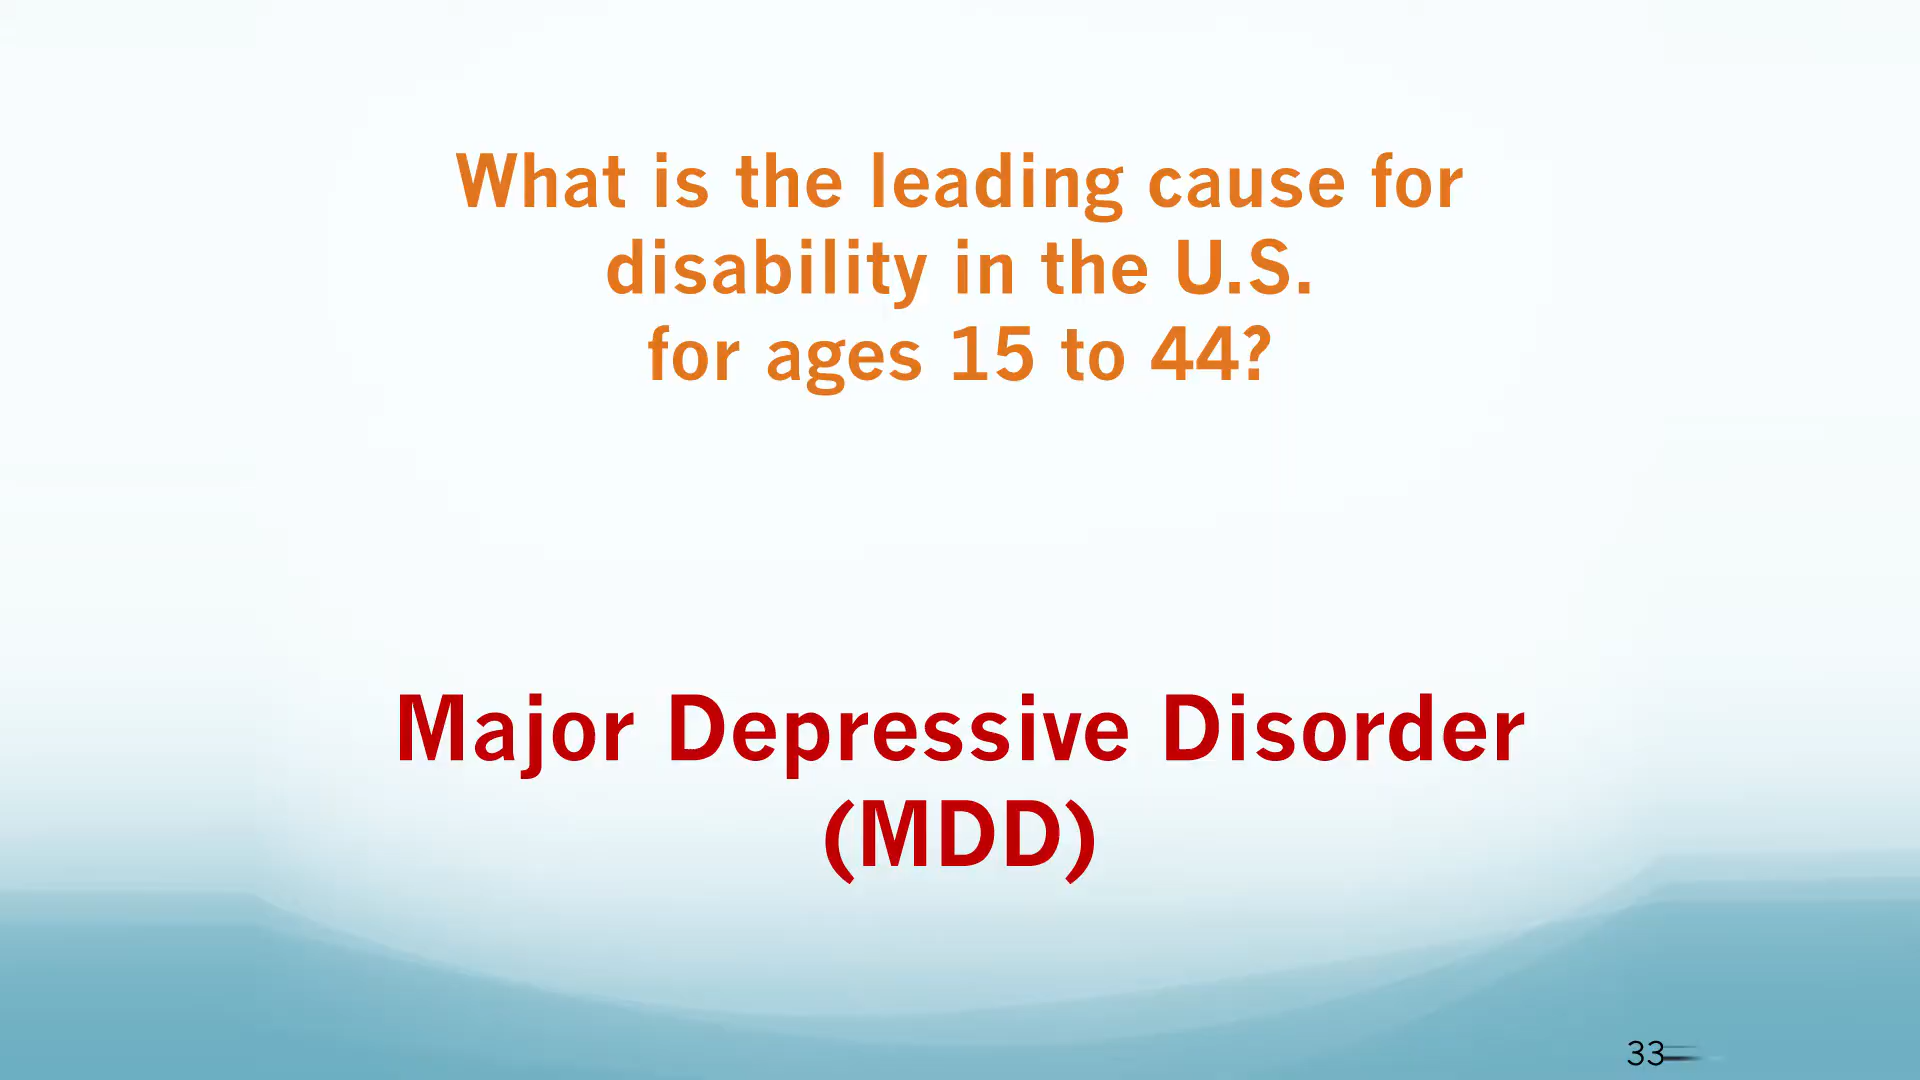 What is the leading cause for
disability in the U.S.
for ages 15 to 44?
Major Depressive Disorder
(MDD)
33